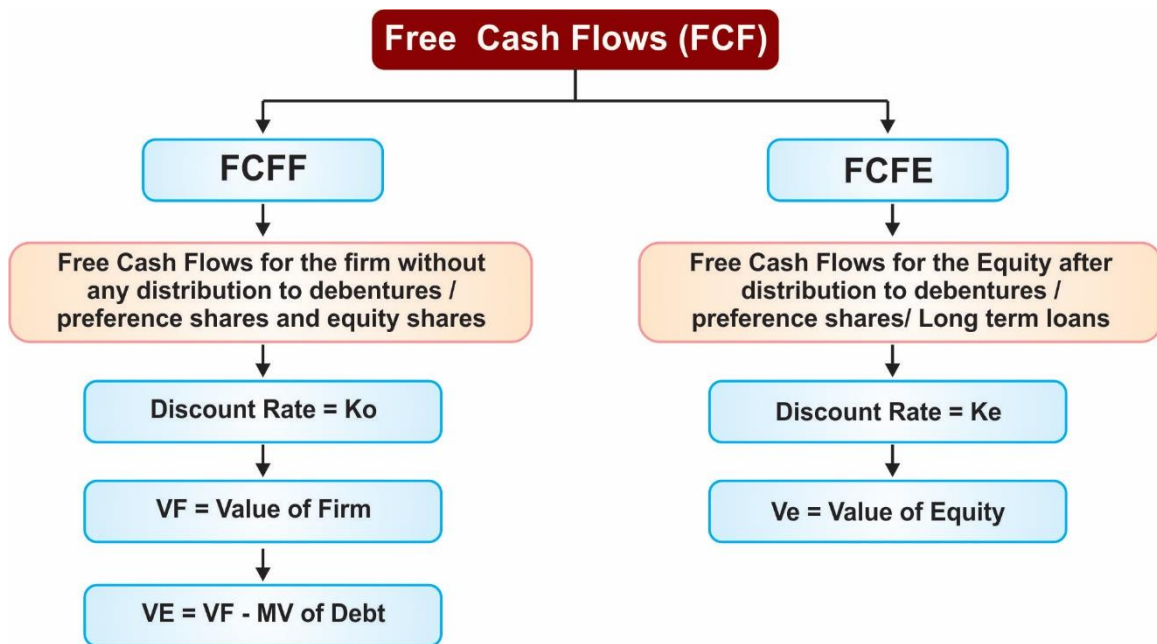 Free Cash Flows (FCF)
FCFF
FCFE
Free Cash Flows for the firm without
any distribution to debentures /
preference shares and equity shares
Free Cash Flows for the Equity after
distribution to debentures /
preference shares/ Long term loans
Discount Rate = Ko
Discount Rate = Ke
VF = Value of Firm
Ve = Value of Equity
VE = VF - MV of Debt